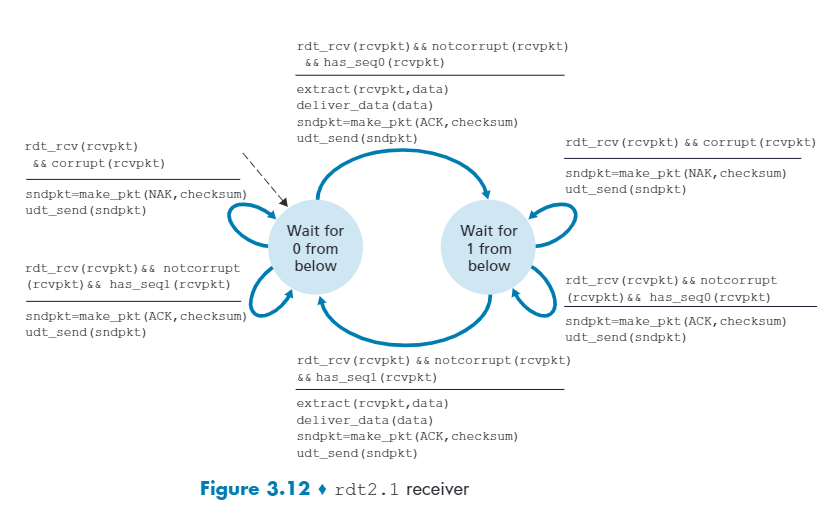 rdt_rcv(rcvpkt)&& notcorrupt(rcvpkt)
&& has_seq0(rcvpkt)
extract(rcvpkt,data)
deliver_data(data)
sndpkt=make_pkt(ACK,checksum)
udt_send(sndpkt)
rdt_rcv(rcvpkt)
&& corrupt(rcvpkt)
sndpkt=make_pkt(NAK,checksum)
udt_send(sndpkt)
rdt_rcv(rcvpkt) && corrupt(rcvpkt)
sndpkt=make_pkt(NAK,checksum)
udt_send(sndpkt)
Wait for
0 from
below
Wait for
1 from
below
rdt_rcv(rcvpkt)&& notcorrupt
(rcvpkt)&& has_seq1(rcvpkt)
sndpkt=make_pkt(ACK,checksum)
udt_send(sndpkt)
rdt_rcv(rcvpkt)&& notcorrupt
(rcvpkt)&& has_seq0(rcvpkt)
sndpkt=make_pkt(ACK,checksum)
udt_send(sndpkt)
rdt_rcv(rcvpkt) && notcorrupt(rcvpkt)
&& has_seq1(rcvpkt)
extract(rcvpkt,data)
deliver_data(data)
sndpkt=make_pkt(ACK,checksum)
udt_send(sndpkt)
Figure 3.12 ♦ rdt2.1 receiver